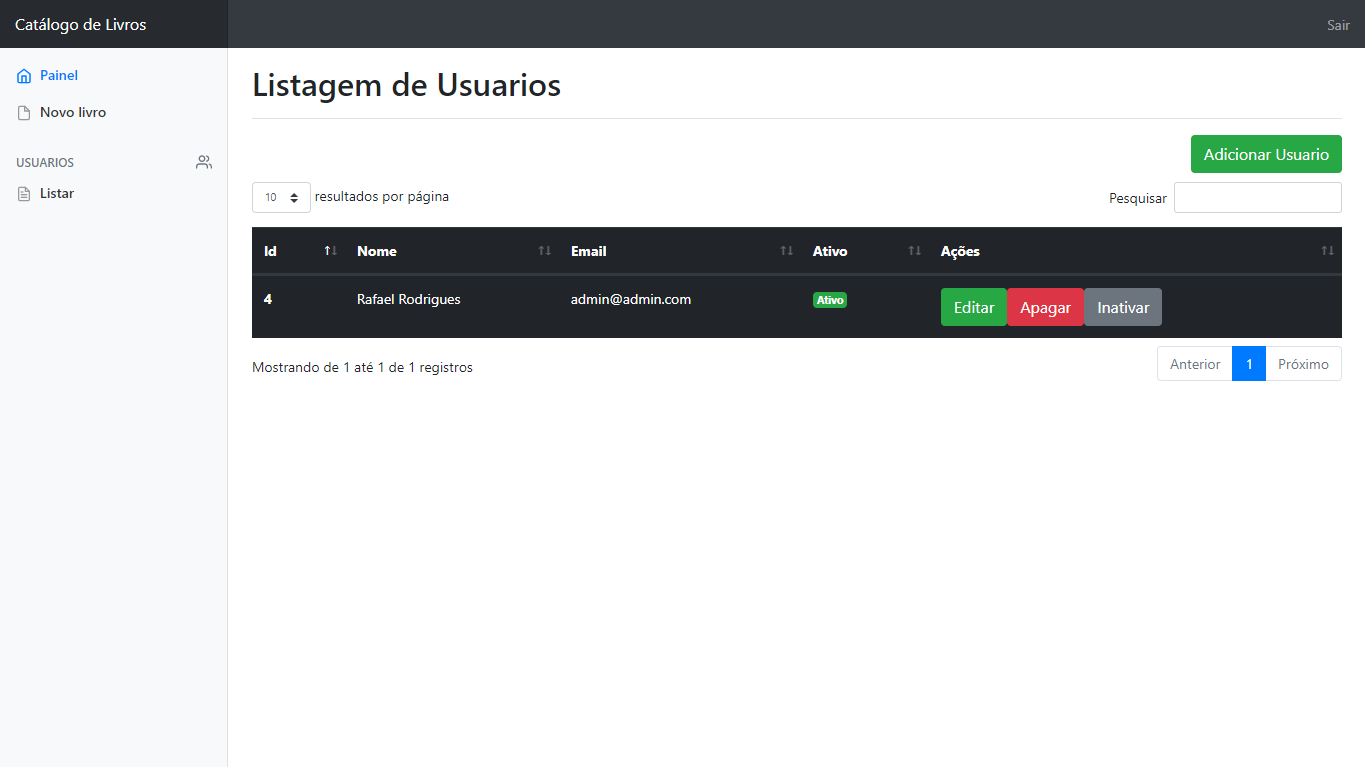 Catálogo de Livros
Sair
Painel
Novo livro
USUARIOS
Listar
Listagem de Usuarios
Adicionar Usuario
10 resultados por página
Pesquisar
Id Nome Email Ativo Ações
4 Rafael Rodrigues admin@admin.com Ativo Editar Apagar Inativar
Mostrando de 1 até 1 de 1 registros
Anterior 1 Próximo